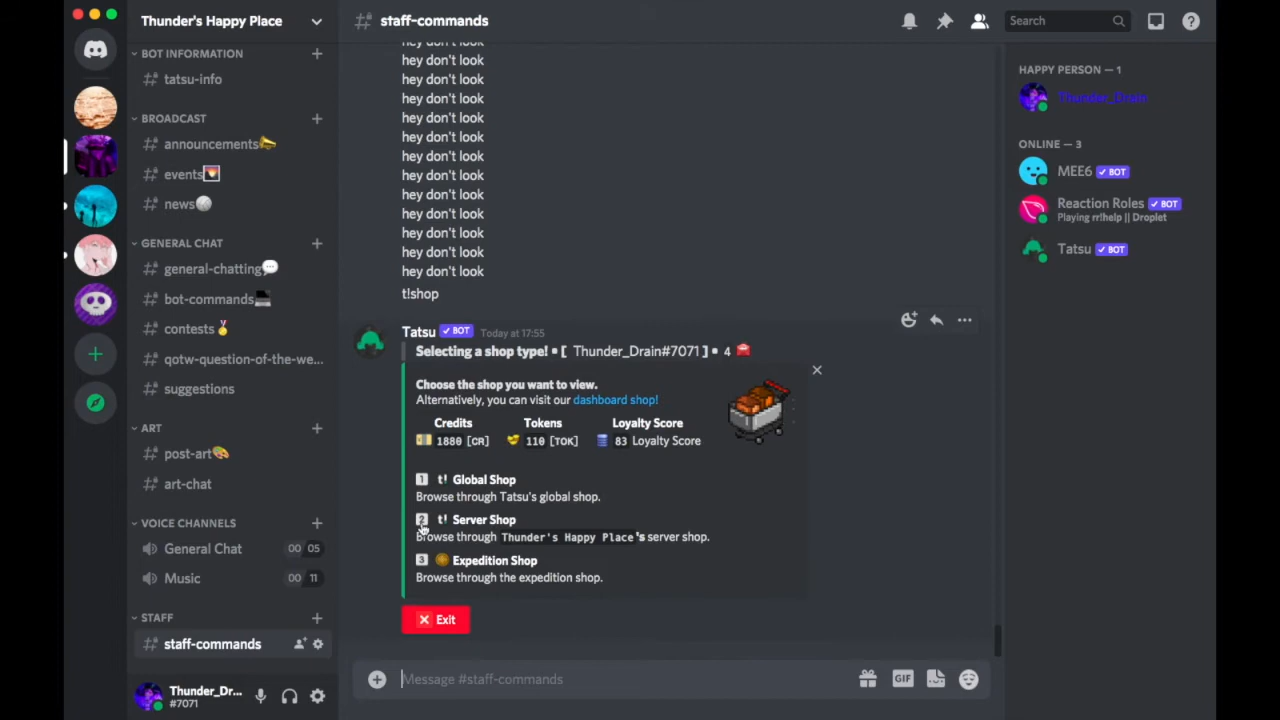 Thunder's Happy Place
BOT INFORMATION
tatsu-info
BROADCAST
announcements
events
news
GENERAL CHAT
general-chatting
bot-commands
contests
qotw-question-of-the-we...
suggestions
ART
post-art
art-chat
VOICE CHANNELS
General Chat 00 05
Music 00 11
STAFF
staff-commands
Thunder_Dr...
#7071
staff-commands
Search
hey don't look
hey don't look
hey don't look
hey don't look
hey don't look
hey don't look
hey don't look
hey don't look
hey don't look
hey don't look
hey don't look
hey don't look
hey don't look
t!shop
Tatsu BOT Today at 17:55
Selecting a shop type! • [ Thunder_Drain#7071 ] • 4
Choose the shop you want to view.
Alternatively, you can visit our dashboard shop!
Credits Tokens Loyalty Score
1880 [CR] 110 [TOK] 83 Loyalty Score
1 t! Global Shop
Browse through Tatsu's global shop.
2 t! Server Shop
Browse through Thunder's Happy Place's server shop.
3 Expedition Shop
Browse through the expedition shop.
Exit
Message #staff-commands
GIF
HAPPY PERSON — 1
Thunder_Drain
ONLINE — 3
MEE6 BOT
Reaction Roles BOT
Playing rr!help || Droplet
Tatsu BOT